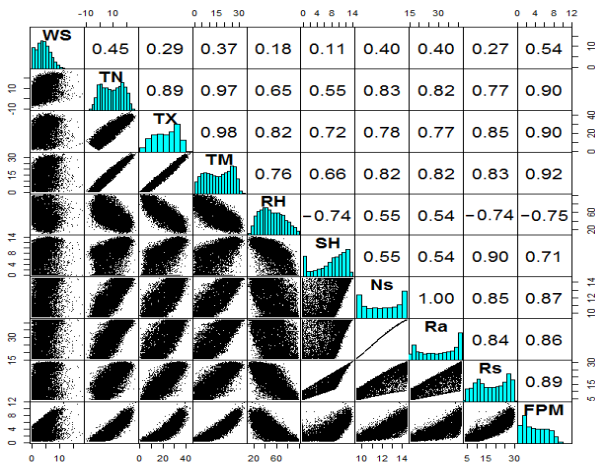 -10 10 0 10 30 0 4 8 14 15 30 0 2 4 6 8 12
WS 0.45 0.29 0.37 0.18 0.11 0.40 0.40 0.27 0.54 0 5 15
-10 10 TN 0.89 0.97 0.65 0.55 0.83 0.82 0.77 0.90
TX 0.98 0.82 0.72 0.78 0.77 0.85 0.90 0 20 40
0 15 30 TM 0.76 0.66 0.82 0.82 0.83 0.92
RH −0.74 0.55 0.54 −0.74 −0.75 20 60
0 4 8 14 SH 0.55 0.54 0.90 0.71
Ns 1.00 0.85 0.87 10 12 14
15 30 Ra 0.84 0.86
Rs 0.89 5 15 30
0 4 8 12 FPM
0 10 0 20 40 20 60 10 12 14 5 15 30